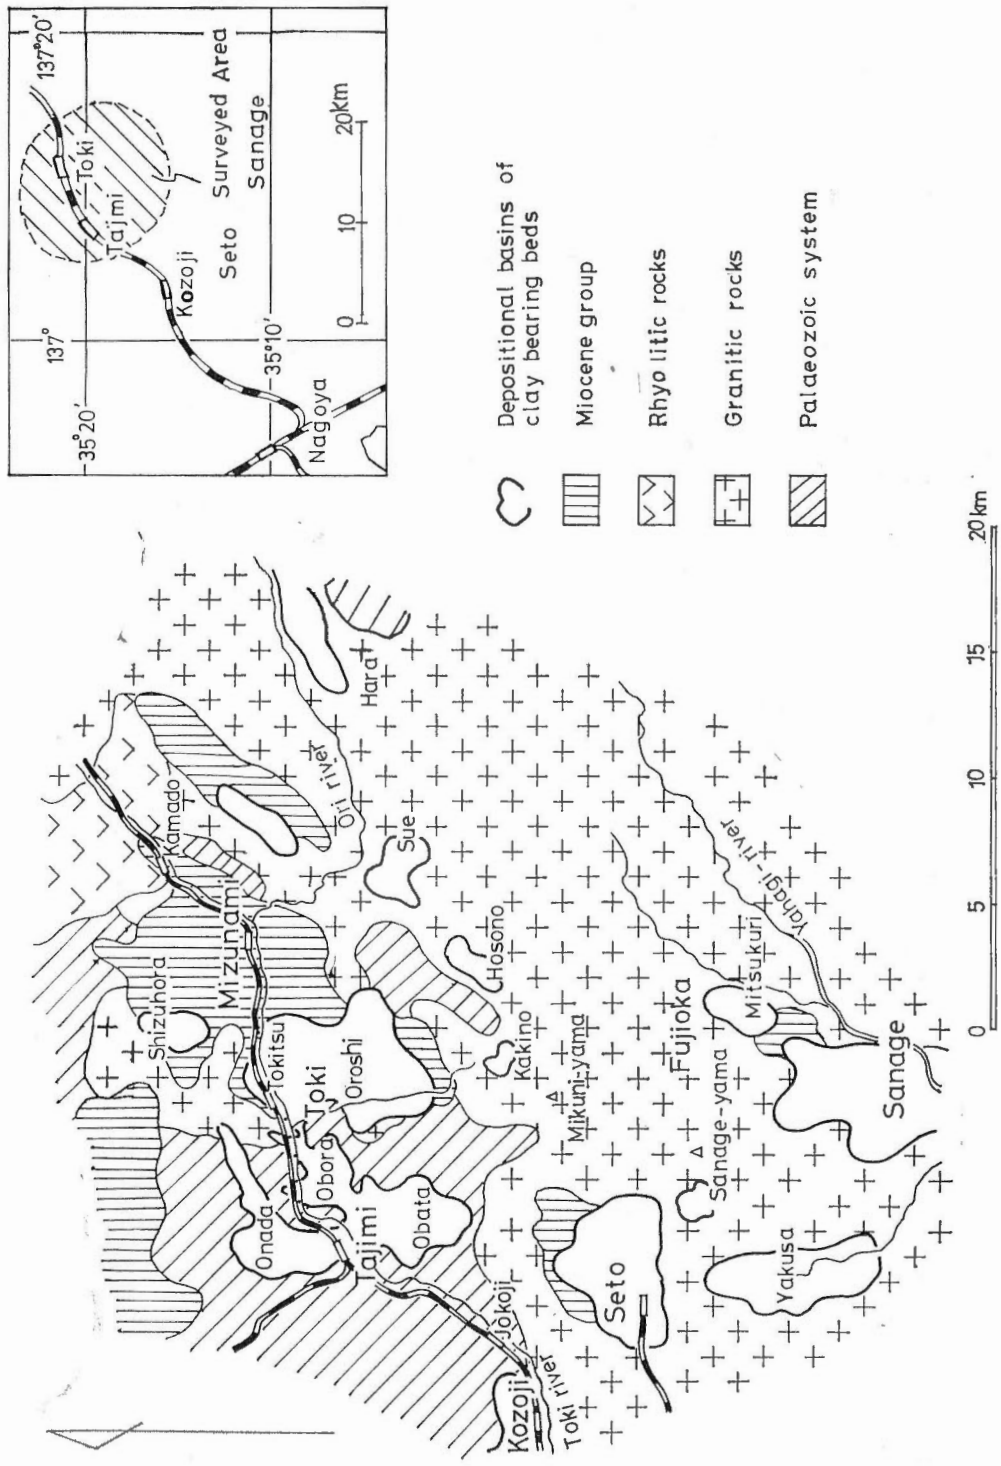 137°
137°20′
35°20′
Toki
Tajmi
Kozoji
Seto
Surveyed Area
Sanage
35°10′
Nagoya
0
10
20km
Depositional basins of
clay bearing beds
Miocene group
Rhyolitic rocks
Granitic rocks
Palaeozoic system
Kamado
Shizuhora
Mizunami
Ori river
Hara
Sue
Tokitsu
Toki
Oroshi
Hosono
Kakino
Onada
Obora
Tajimi
Obata
Mikuni-yama
Fujioka
Mitsukuri
Yahagi-river
Sanage-yama
Sanage
Jokoji
Kozoji
Toki river
Seto
Yakusa
0
5
10
15
20km